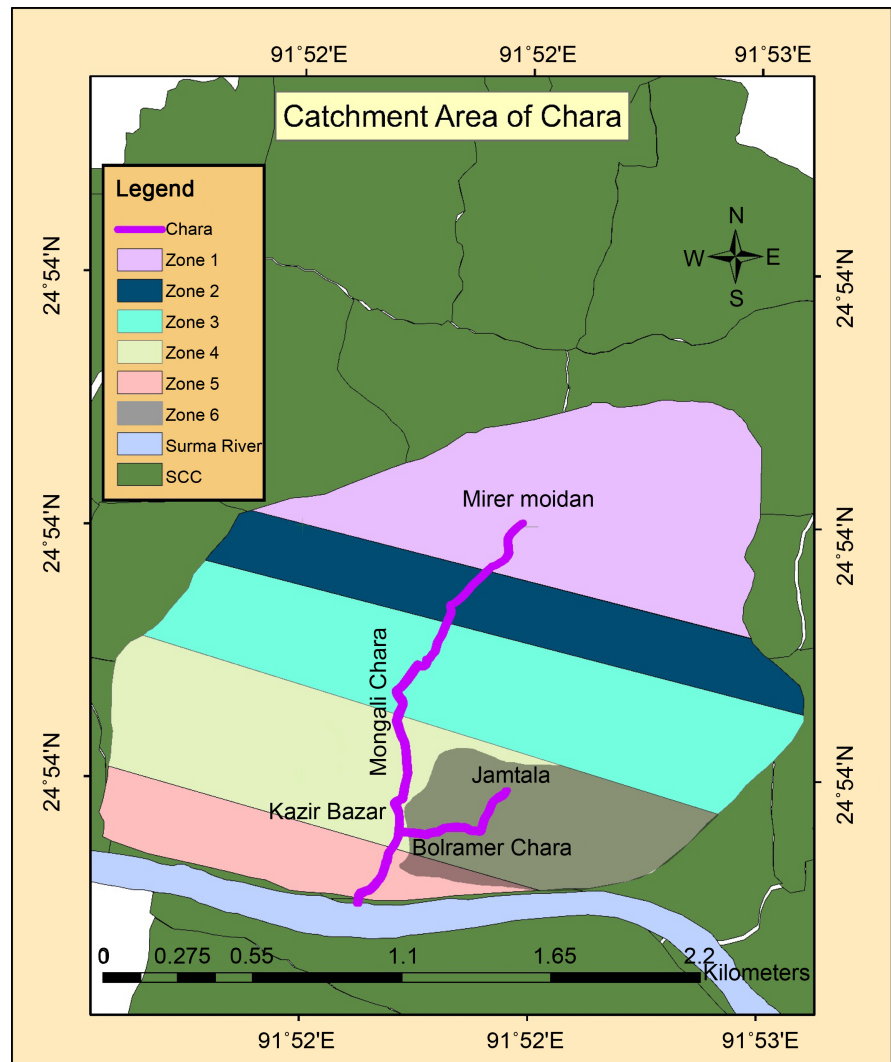 91°52'E 91°52'E 91°53'E
Catchment Area of Chara
Legend
Chara
Zone 1
Zone 2
Zone 3
Zone 4
Zone 5
Zone 6
Surma River
SCC
N
W E
S
24°54'N 24°54'N
Mirer moidan
24°54'N 24°54'N
Mongali Chara
Jamtala
24°54'N 24°54'N
Kazir Bazar
Bolramer Chara
0 0.275 0.55 1.1 1.65 2.2
Kilometers
91°52'E 91°52'E 91°53'E